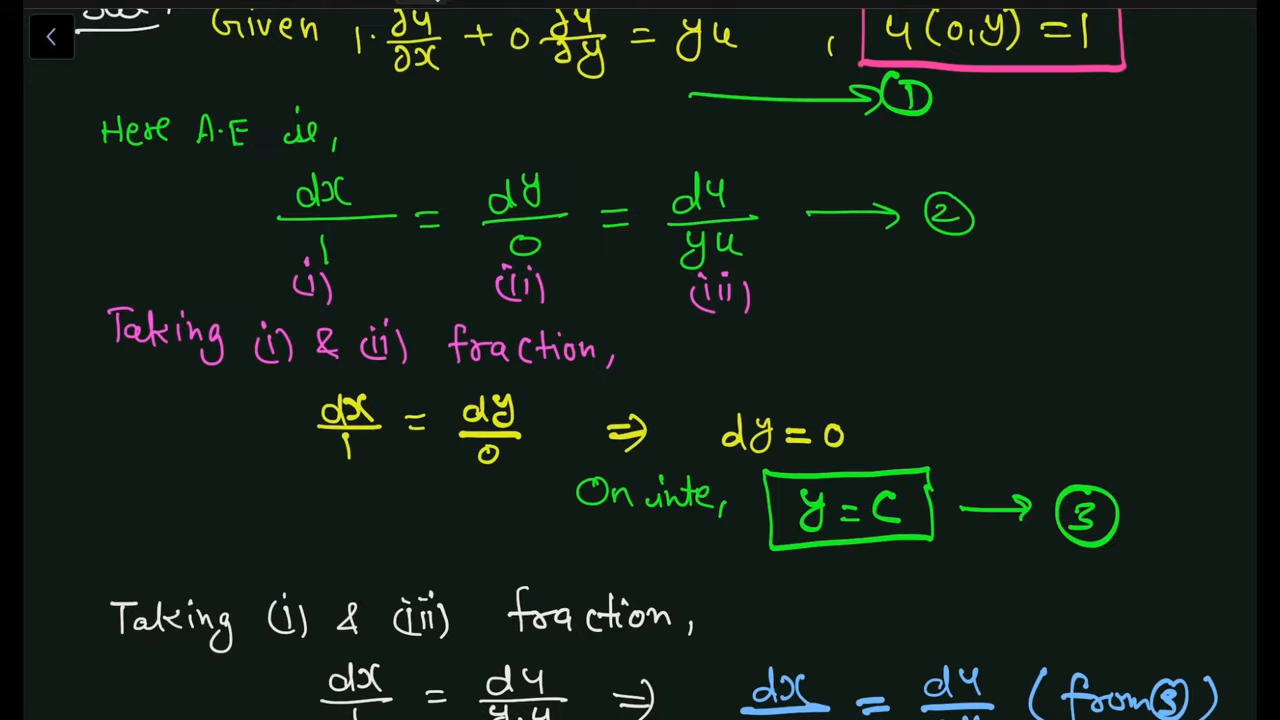 Given 1·∂u/∂x + 0 ∂u/∂y = yu , u(0,y) = 1
→ ①
Here A.E is,
dx/1 = dy/0 = du/yu → ②
(i) (ii) (iii)
Taking (i) & (ii) fraction,
dx/1 = dy/0 ⇒ dy = 0
On inte, y = c → ③
Taking (i) & (iii) fraction,
dx/1 = du/y.u ⇒ dx = du (from ③)